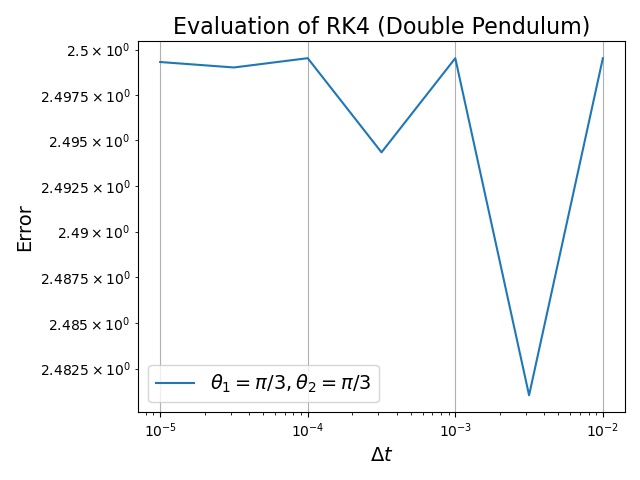 Evaluation of RK4 (Double Pendulum)
2.5 × 10⁰
2.4975 × 10⁰
2.495 × 10⁰
2.4925 × 10⁰
2.49 × 10⁰
2.4875 × 10⁰
2.485 × 10⁰
2.4825 × 10⁰
Error
θ₁ = π/3, θ₂ = π/3
10⁻⁵
10⁻⁴
10⁻³
10⁻²
Δt